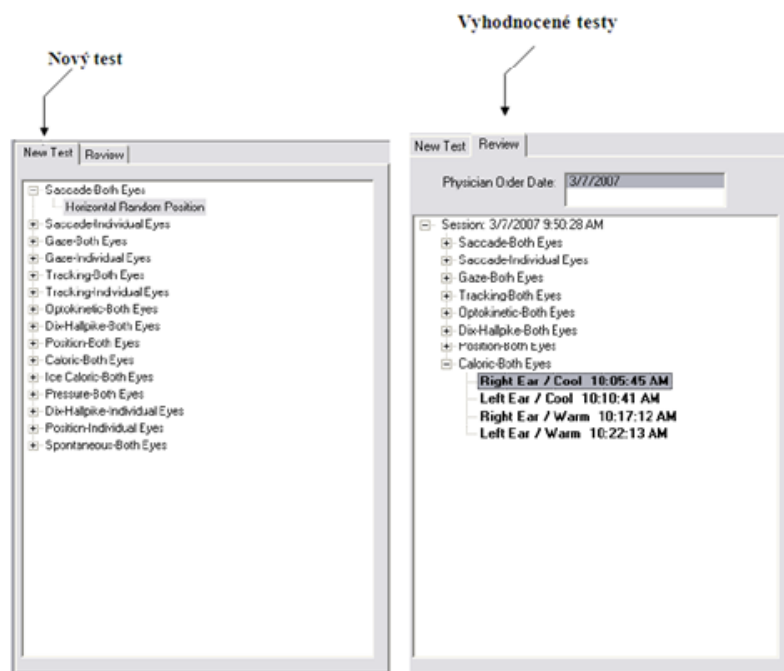 Vyhodnocené testy
Nový test
New Test Review
Saccade-Both Eyes
Horizontal Random Position
Saccade-Individual Eyes
Gaze-Both Eyes
Gaze-Individual Eyes
Tracking-Both Eyes
Tracking-Individual Eyes
Optokinetic-Both Eyes
Dix-Hallpike-Both Eyes
Position-Both Eyes
Caloric-Both Eyes
Ice Caloric-Both Eyes
Pressure-Both Eyes
Dix-Hallpike-Individual Eyes
Position-Individual Eyes
Spontaneous-Both Eyes
New Test Review
Physician Order Date: 3/7/2007
Session: 3/7/2007 9:50:28 AM
Saccade-Both Eyes
Saccade-Individual Eyes
Gaze-Both Eyes
Tracking-Both Eyes
Optokinetic-Both Eyes
Dix-Hallpike-Both Eyes
Position-Both Eyes
Caloric-Both Eyes
Right Ear / Cool 10:05:45 AM
Left Ear / Cool 10:10:41 AM
Right Ear / Warm 10:17:12 AM
Left Ear / Warm 10:22:13 AM